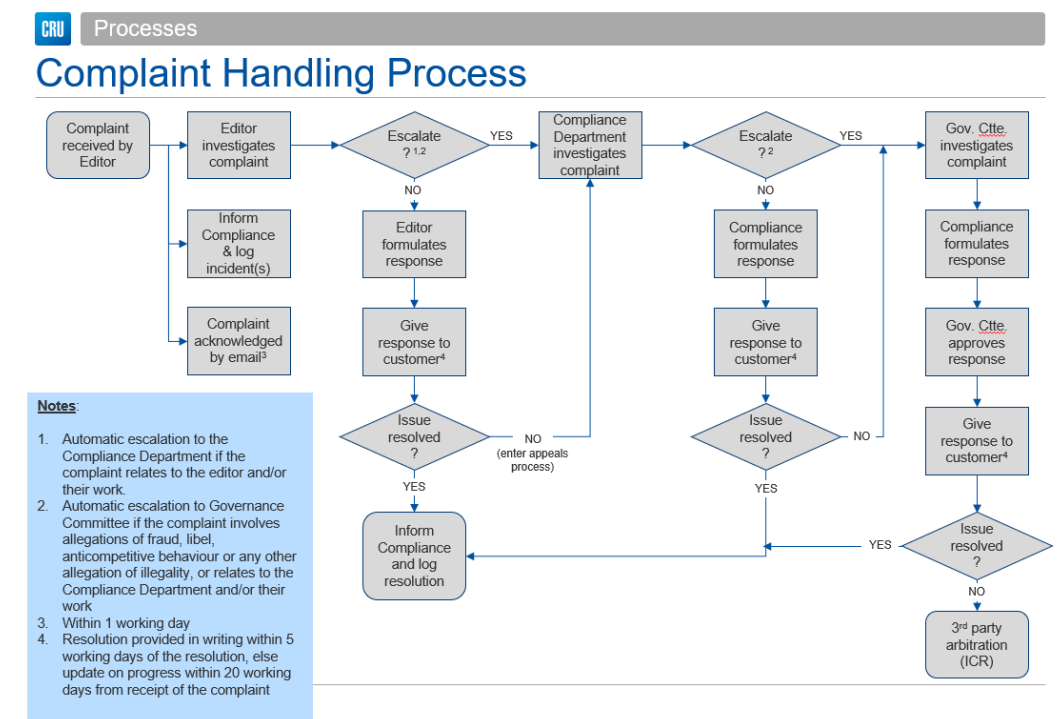 CRU
Processes
Complaint Handling Process
Complaint
received by
Editor
Editor
investigates
complaint
Escalate
? 1,2
YES
Compliance
Department
investigates
complaint
Escalate
? 2
YES
Gov. Ctte.
investigates
complaint
NO
NO
Inform
Compliance
& log
incident(s)
Editor
formulates
response
Compliance
formulates
response
Compliance
formulates
response
Complaint
acknowledged
by email3
Give
response to
customer4
Give
response to
customer4
Gov. Ctte.
approves
response
Issue
resolved
?
NO
(enter appeals
process)
Issue
resolved
?
NO
Give
response to
customer4
YES
YES
Inform
Compliance
and log
resolution
YES
Issue
resolved
?
NO
3rd party
arbitration
(ICR)
Notes:
1. Automatic escalation to the
Compliance Department if the
complaint relates to the editor and/or
their work.
2. Automatic escalation to Governance
Committee if the complaint involves
allegations of fraud, libel,
anticompetitive behaviour or any other
allegation of illegality, or relates to the
Compliance Department and/or their
work
3. Within 1 working day
4. Resolution provided in writing within 5
working days of the resolution, else
update on progress within 20 working
days from receipt of the complaint